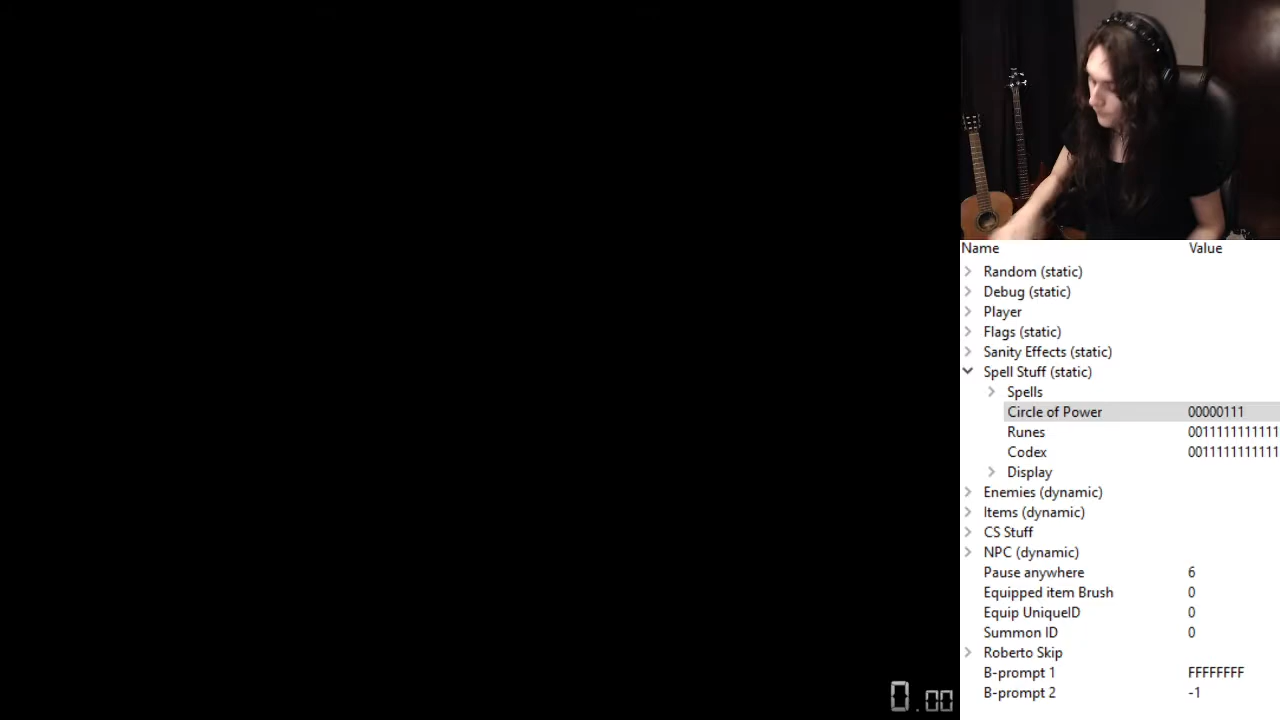 Name Value
Random (static)
Debug (static)
Player
Flags (static)
Sanity Effects (static)
Spell Stuff (static)
Spells
Circle of Power 00000111
Runes 0011111111111
Codex 0011111111111
Display
Enemies (dynamic)
Items (dynamic)
CS Stuff
NPC (dynamic)
Pause anywhere 6
Equipped item Brush 0
Equip UniqueID 0
Summon ID 0
Roberto Skip
B-prompt 1 FFFFFFFF
B-prompt 2 -1
0.00